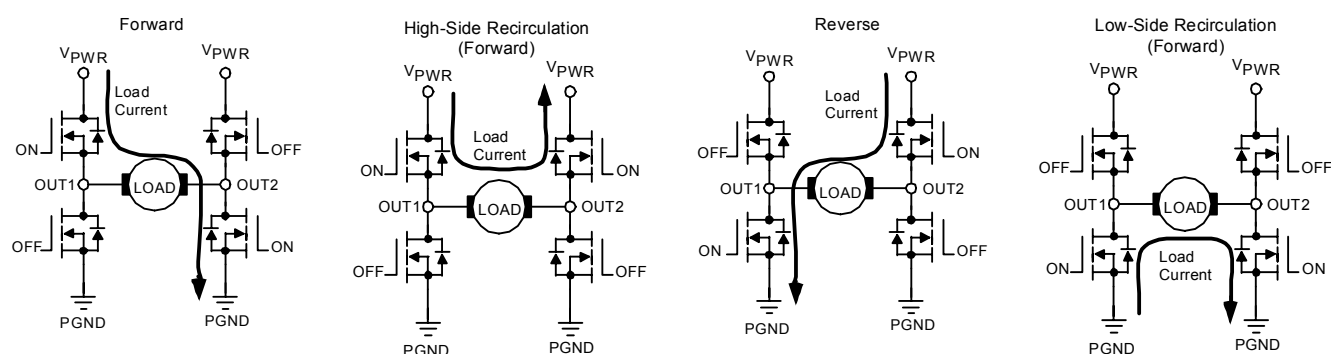 Forward
VPWR
VPWR
Load
Current
ON
OFF
OUT1
LOAD
OUT2
OFF
ON
PGND
PGND
High-Side Recirculation
(Forward)
VPWR
VPWR
Load
Current
ON
ON
OUT1
LOAD
OUT2
OFF
OFF
PGND
PGND
Reverse
VPWR
VPWR
Load
Current
OFF
ON
OUT1
LOAD
OUT2
ON
OFF
PGND
PGND
Low-Side Recirculation
(Forward)
VPWR
VPWR
OFF
OFF
OUT1
LOAD
OUT2
ON
Load
Current
ON
PGND
PGND